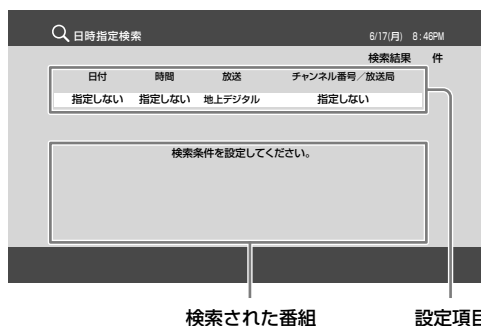 日時指定検索 6/17(月) 8:46PM
検索結果 件
日付 時間 放送 チャンネル番号／放送局
指定しない 指定しない 地上デジタル 指定しない
検索条件を設定してください。
検索された番組 設定項目